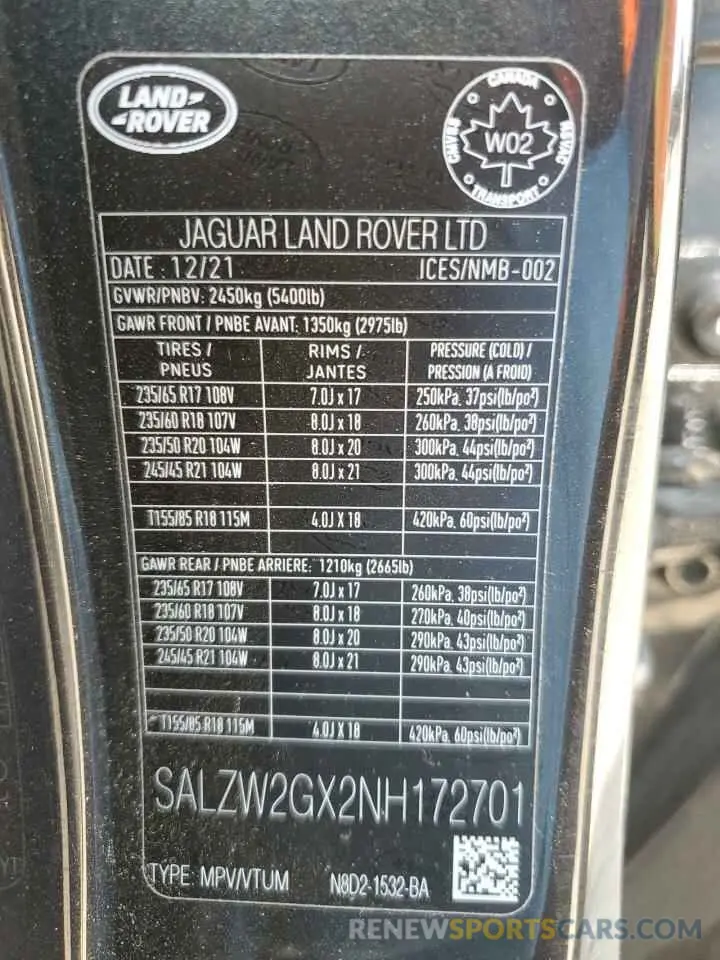 LAND-
-ROVER
CANADA
CMVSS
W02
NSVAC
TRANSPORT
JAGUAR LAND ROVER LTD
DATE : 12/21 ICES/NMB-002
GVWR/PNBV: 2450kg (5400lb)
GAWR FRONT / PNBE AVANT: 1350kg (2975lb)
TIRES / RIMS / PRESSURE (COLD) /
PNEUS JANTES PRESSION (A FROID)
235/65 R17 108V 7.0J x 17 250kPa, 37psi(lb/po²)
235/60 R18 107V 8.0J x 18 260kPa, 38psi(lb/po²)
235/50 R20 104W 8.0J x 20 300kPa, 44psi(lb/po²)
245/45 R21 104W 8.0J x 21 300kPa, 44psi(lb/po²)
T155/85 R18 115M 4.0J X 18 420kPa, 60psi(lb/po²)
GAWR REAR / PNBE ARRIERE: 1210kg (2665lb)
235/65 R17 108V 7.0J x 17 260kPa, 38psi(lb/po²)
235/60 R18 107V 8.0J x 18 270kPa, 40psi(lb/po²)
235/50 R20 104W 8.0J x 20 290kPa, 43psi(lb/po²)
245/45 R21 104W 8.0J x 21 290kPa, 43psi(lb/po²)
T155/85 R18 115M 4.0J X 18 420kPa, 60psi(lb/po²)
SALZW2GX2NH172701
TYPE: MPV/VTUM N8D2-1532-BA
RENEWSPORTSCARS.COM